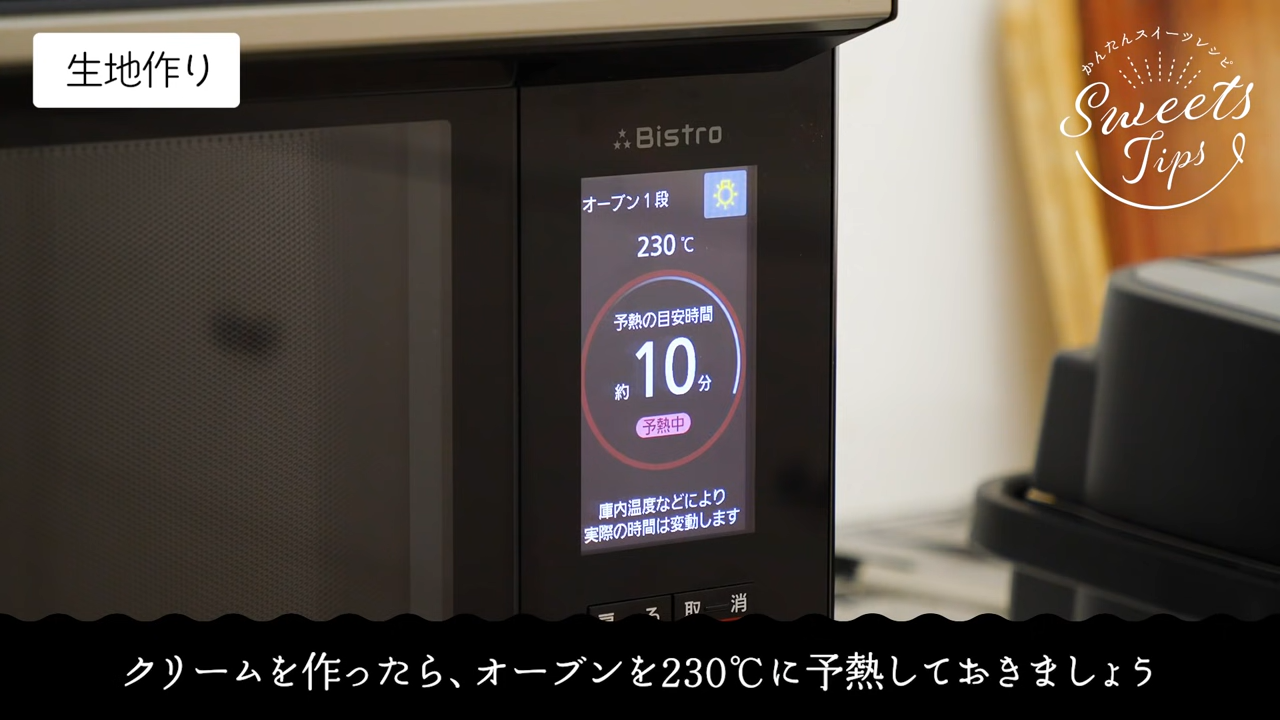 生地作り
かんたんスイーツレシピ
Sweets
Tips
Bistro
オーブン1段
230℃
予熱の目安時間
約10分
予熱中
庫内温度などにより
実際の時間は変動します
戻る 取消
クリームを作ったら、オーブンを230℃に予熱しておきましょう